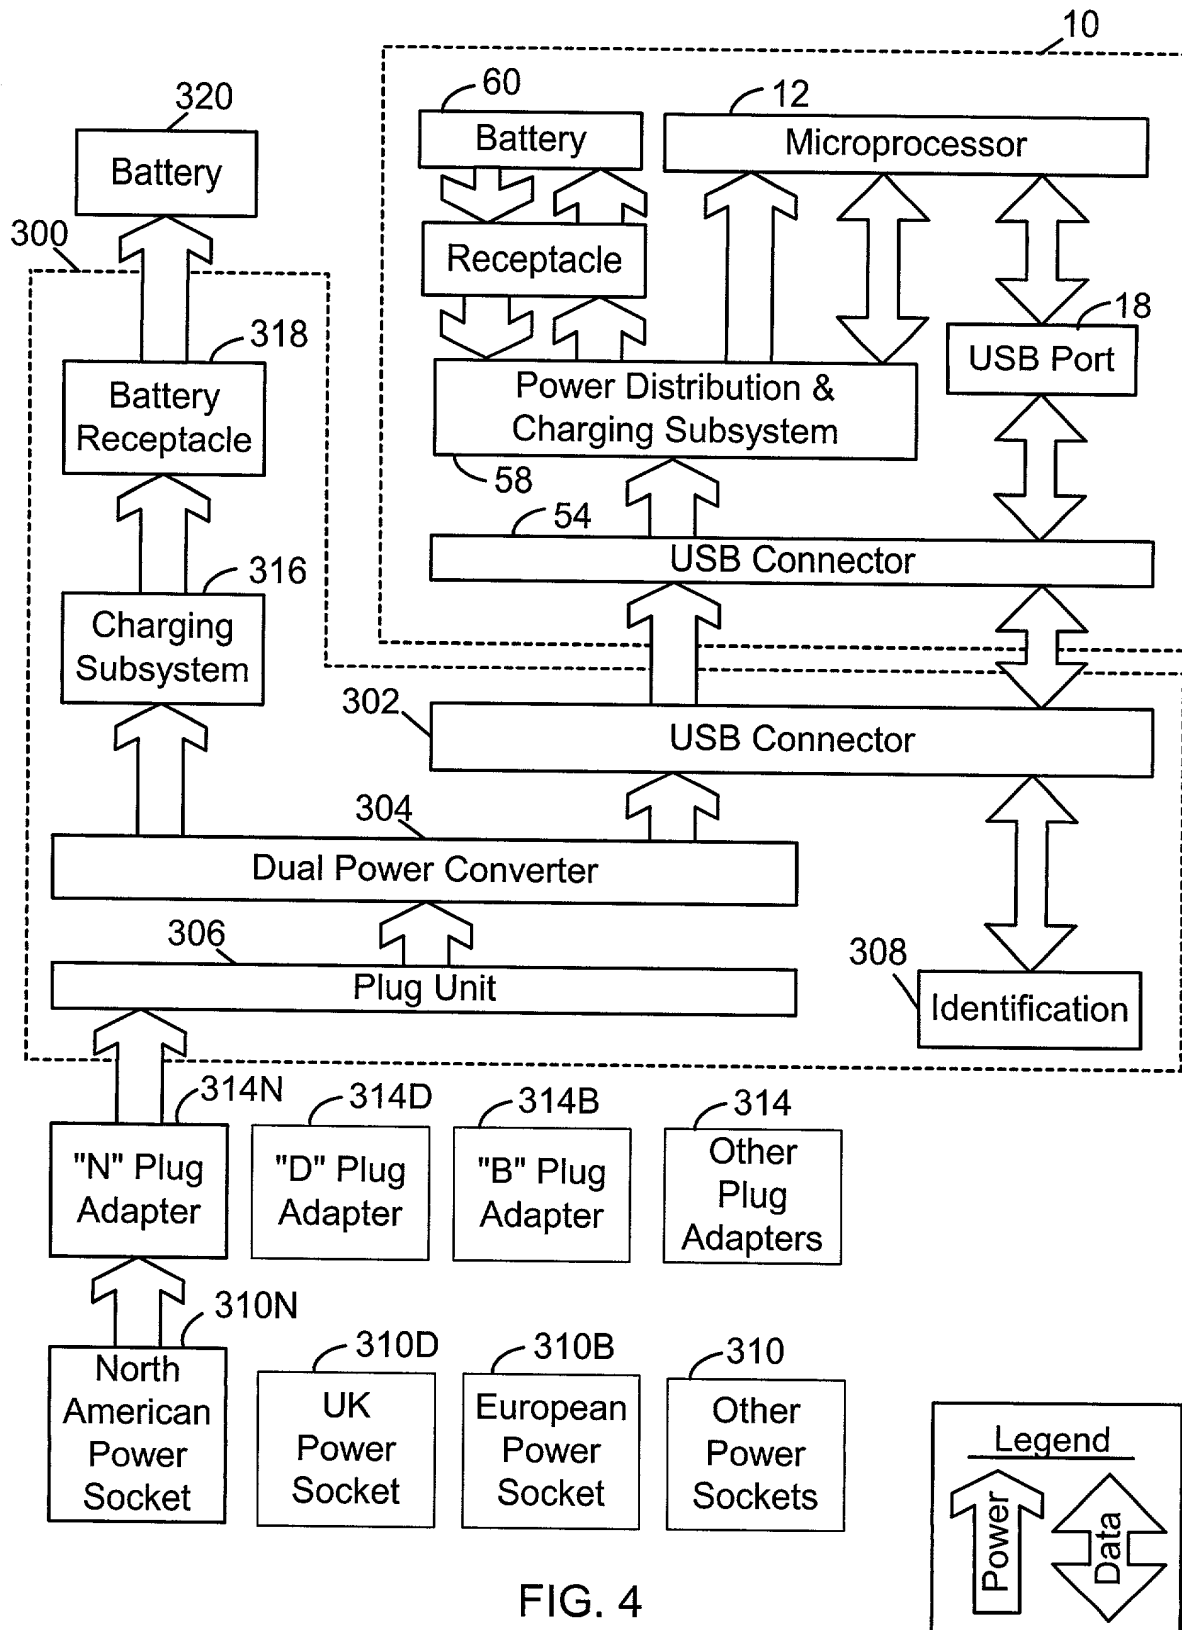 10
60
12
320
Battery
Microprocessor
Battery
300
Receptacle
318
18
USB Port
Battery
Receptacle
Power Distribution &
Charging Subsystem
58
54
USB Connector
316
Charging
Subsystem
302
USB Connector
304
Dual Power Converter
306
Plug Unit
308
Identification
314N
314D
314B
314
"N" Plug
Adapter
"D" Plug
Adapter
"B" Plug
Adapter
Other
Plug
Adapters
310N
310D
310B
310
North
American
Power
Socket
UK
Power
Socket
European
Power
Socket
Other
Power
Sockets
Legend
Power
Data
FIG. 4